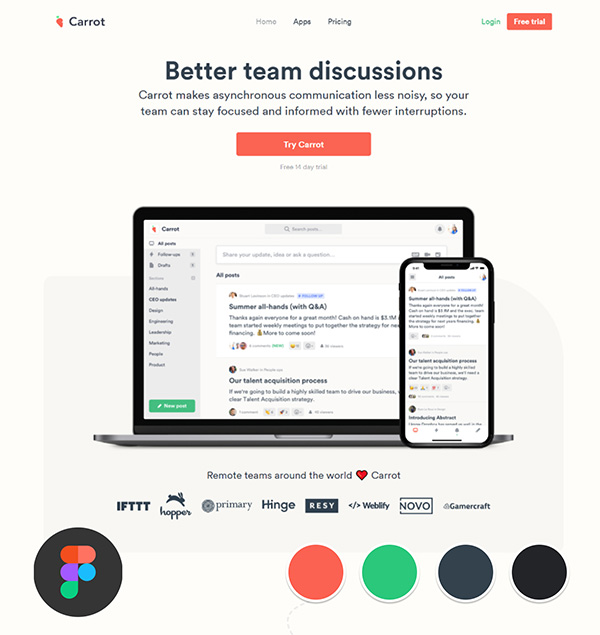 Carrot
Home Apps Pricing
Login Free trial
Better team discussions
Carrot makes asynchronous communication less noisy, so your
team can stay focused and informed with fewer interruptions.
Try Carrot
Free 14 day trial
Carrot
Search posts...
All posts
Follow-ups
Drafts
All-hands
CEO updates
Design
Engineering
Leadership
Marketing
People
Product
New post
Share your update, idea or ask a question...
All posts
FOLLOW-UP
Summer all-hands (with Q&A)
Thanks again everyone for a great month! Cash on hand is $3.1M
team started weekly meetings to put together the strategy for
financing. More to come soon!
Our talent acquisition process
If we're going to build a highly skilled team to drive our business,
clear Talent Acquisition strategy.
1 comment
All posts
Summer all-hands (with Q&A)
Thanks again everyone for a great month!
Cash on hand is $3.1M and the exec team
started weekly meetings to put together the
strategy for next years financing.
More to come soon!
Our talent acquisition process
If we're going to build a highly skilled
team to drive our business, we'll need a
clear Talent Acquisition strategy.
Introducing Abstract
Remote teams around the world Carrot
IFTTT
hopper
primary
Hinge
RESY
</> Weblify
NOVO
Gamercraft